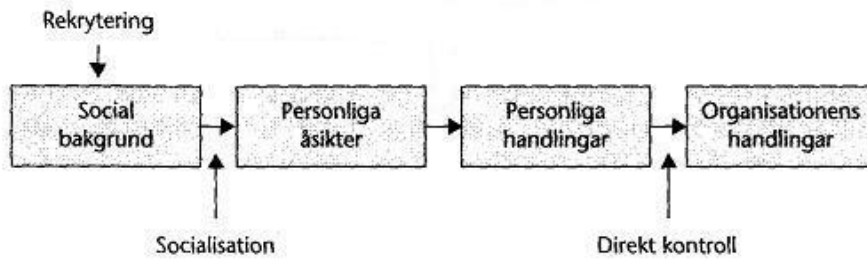 Rekrytering
Social
bakgrund
Personliga
åsikter
Personliga
handlingar
Organisationens
handlingar
Socialisation
Direkt kontroll